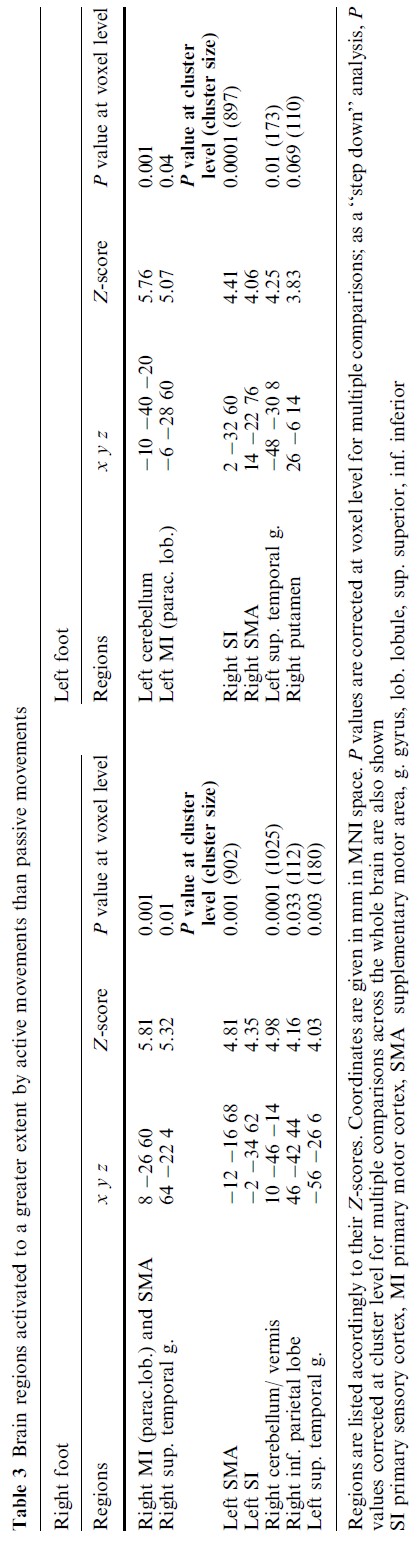 Table 3 Brain regions activated to a greater extent by active movements than passive movements
Right foot Left foot
Regions x y z Z-score P value at voxel level Regions x y z Z-score P value at voxel level
Right MI (parac.lob.) and SMA 8 −26 60 5.81 0.001 Left cerebellum −10 −40 −20 5.76 0.001
Right sup. temporal g. 64 −22 4 5.32 0.01 Left MI (parac. lob.) −6 −28 60 5.07 0.04
P value at cluster P value at cluster
level (cluster size) level (cluster size)
Left SMA −12 −16 68 4.81 0.001 (902) Right SI 2 −32 60 4.41 0.0001 (897)
Left SI −2 −34 62 4.35 Right SMA 14 −22 76 4.06
Right cerebellum/ vermis 10 −46 −14 4.98 0.0001 (1025) Left sup. temporal g. −48 −30 8 4.25 0.01 (173)
Right inf. parietal lobe 46 −42 44 4.16 0.033 (112) Right putamen 26 −6 14 3.83 0.069 (110)
Left sup. temporal g. −56 −26 6 4.03 0.003 (180)
Regions are listed accordingly to their Z-scores. Coordinates are given in mm in MNI space. P values are corrected at voxel level for multiple comparisons; as a “step down” analysis, P
values corrected at cluster level for multiple comparisons across the whole brain are also shown
SI primary sensory cortex, MI primary motor cortex, SMA supplementary motor area, g. gyrus, lob. lobule, sup. superior, inf. inferior